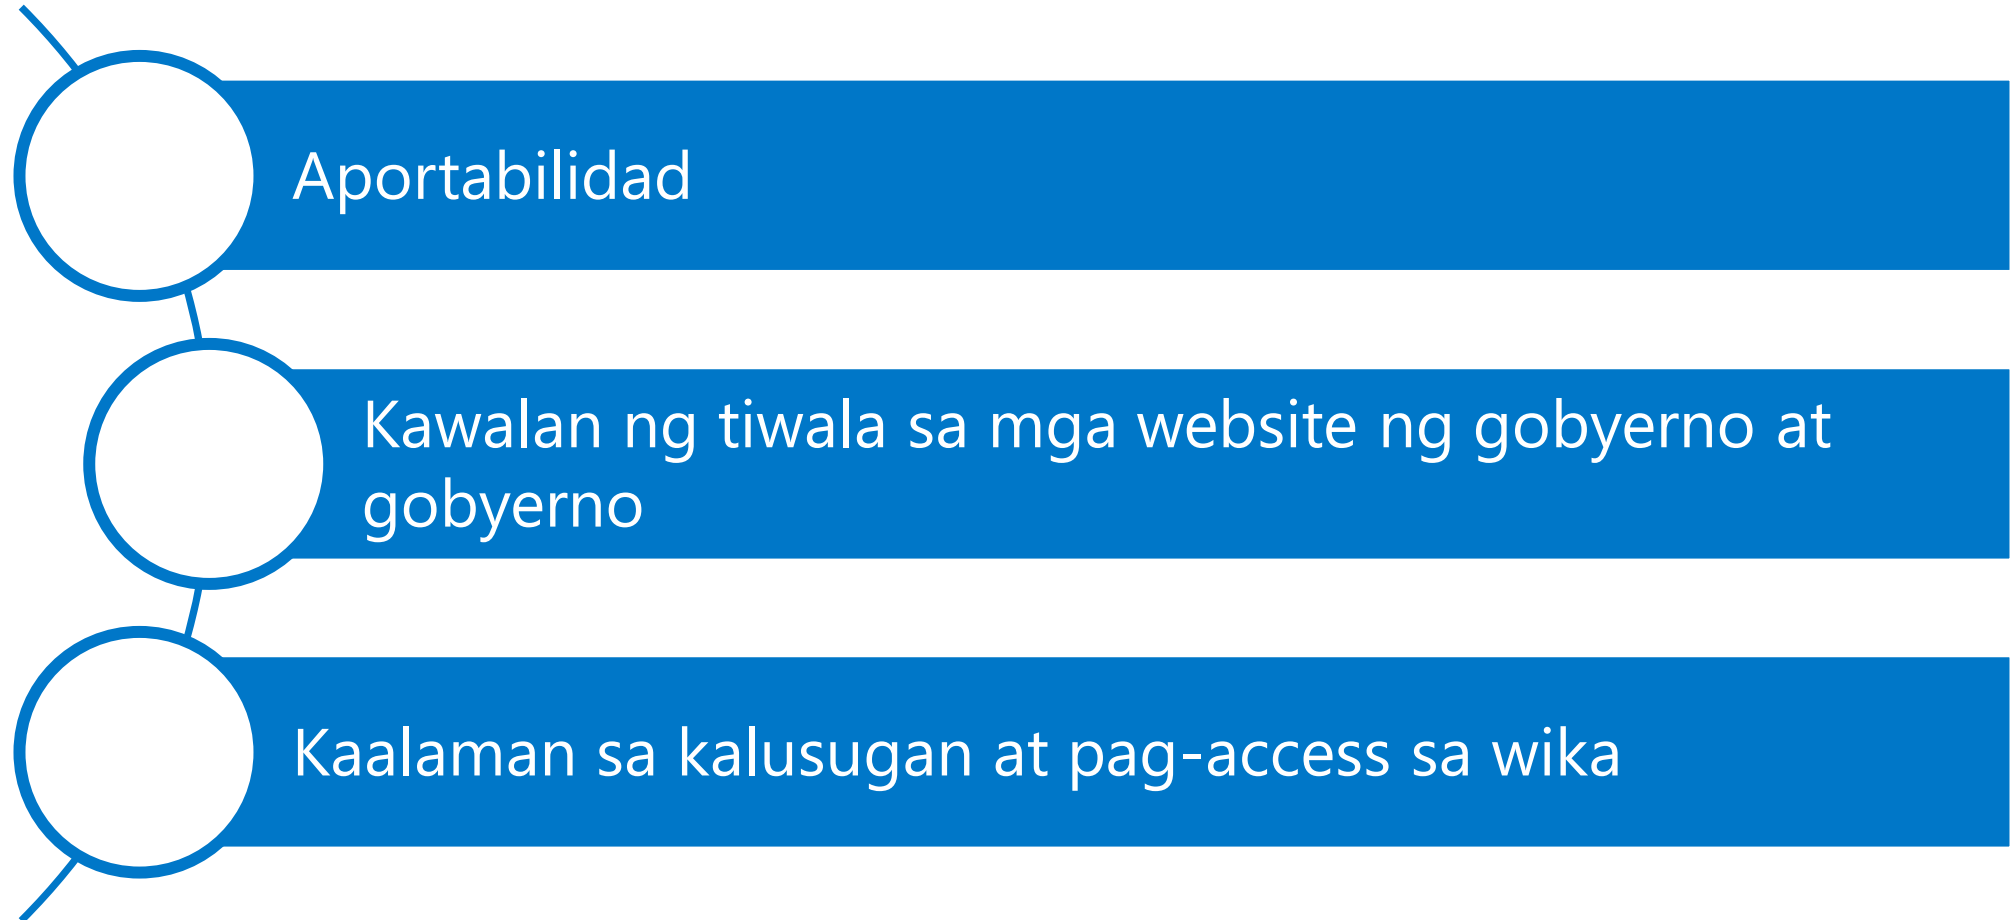 Aportabilidad
Kawalan ng tiwala sa mga website ng gobyerno at
gobyerno
Kaalaman sa kalusugan at pag-access sa wika